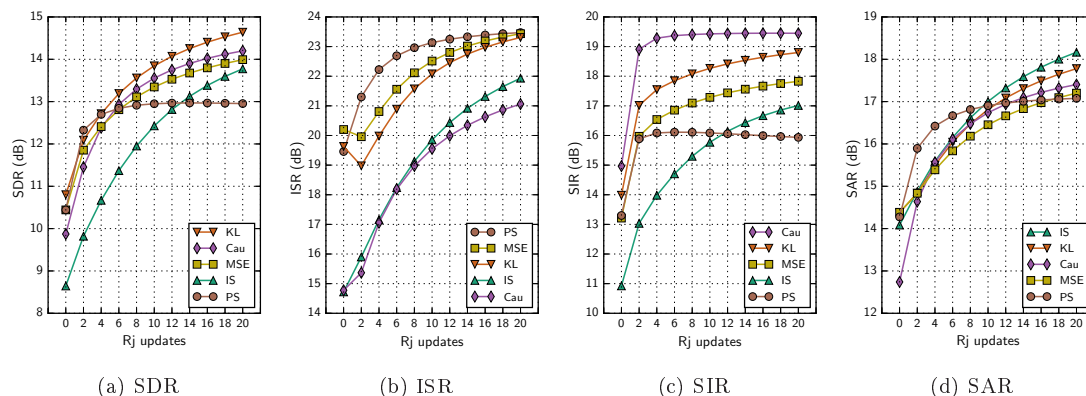 SDR (dB)
15
14
13
12
11
10
9
8
0 2 4 6 8 10 12 14 16 18 20
Rj updates
KL
Cau
MSE
IS
PS
(a) SDR
ISR (dB)
24
23
22
21
20
19
18
17
16
15
14
0 2 4 6 8 10 12 14 16 18 20
Rj updates
PS
MSE
KL
IS
Cau
(b) ISR
SIR (dB)
20
19
18
17
16
15
14
13
12
11
10
0 2 4 6 8 10 12 14 16 18 20
Rj updates
Cau
KL
MSE
IS
PS
(c) SIR
SAR (dB)
19
18
17
16
15
14
13
12
0 2 4 6 8 10 12 14 16 18 20
Rj updates
IS
KL
Cau
MSE
PS
(d) SAR